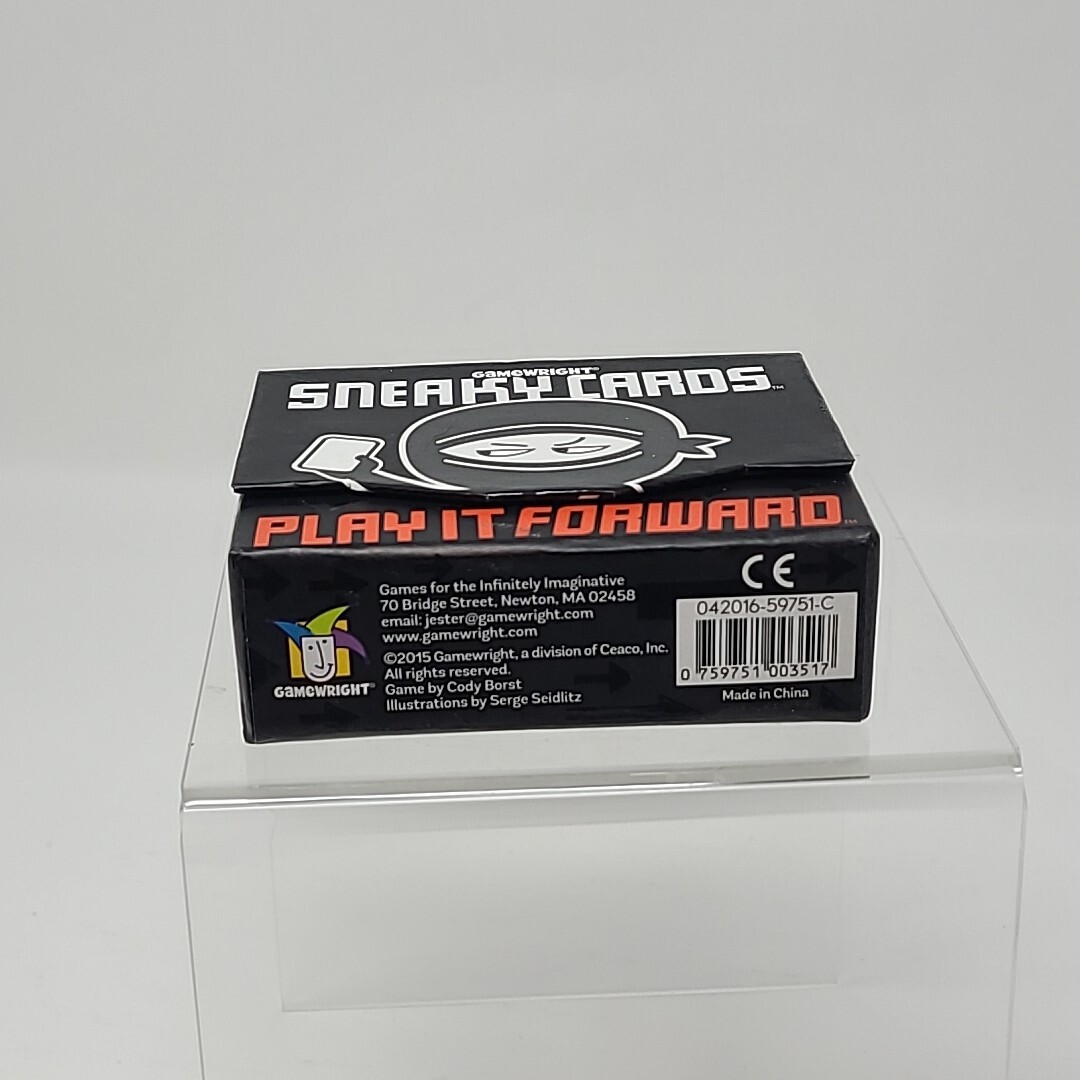 GAMEWRIGHT®
SNEAKY CARDS™
PLAY IT FORWARD™
Games for the Infinitely Imaginative
70 Bridge Street, Newton, MA 02458
email: jester@gamewright.com
www.gamewright.com
©2015 Gamewright, a division of Ceaco, Inc.
All rights reserved.
Game by Cody Borst
Illustrations by Serge Seidlitz
GAMEWRIGHT®
CE
042016-59751-C
0 759751 003517
Made in China